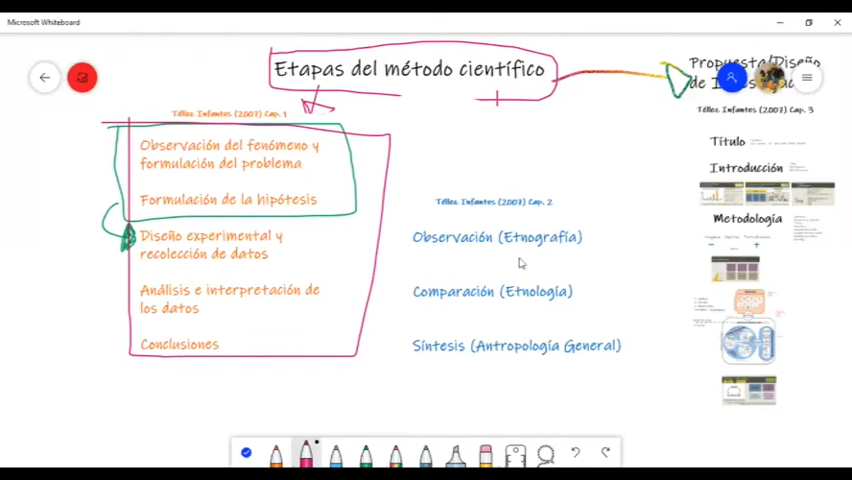 Microsoft Whiteboard
Etapas del método científico
Propuesta/Diseño
de
Téllez Infantes (2007) Cap. 1
Téllez Infantes (2007) Cap. 3
Observación del fenómeno y
formulación del problema
Formulación de la hipótesis
Diseño experimental y
recolección de datos
Análisis e interpretación de
los datos
Conclusiones
Téllez Infantes (2007) Cap. 2
Observación (Etnografía)
Comparación (Etnología)
Síntesis (Antropología General)
Título
Introducción
Metodología